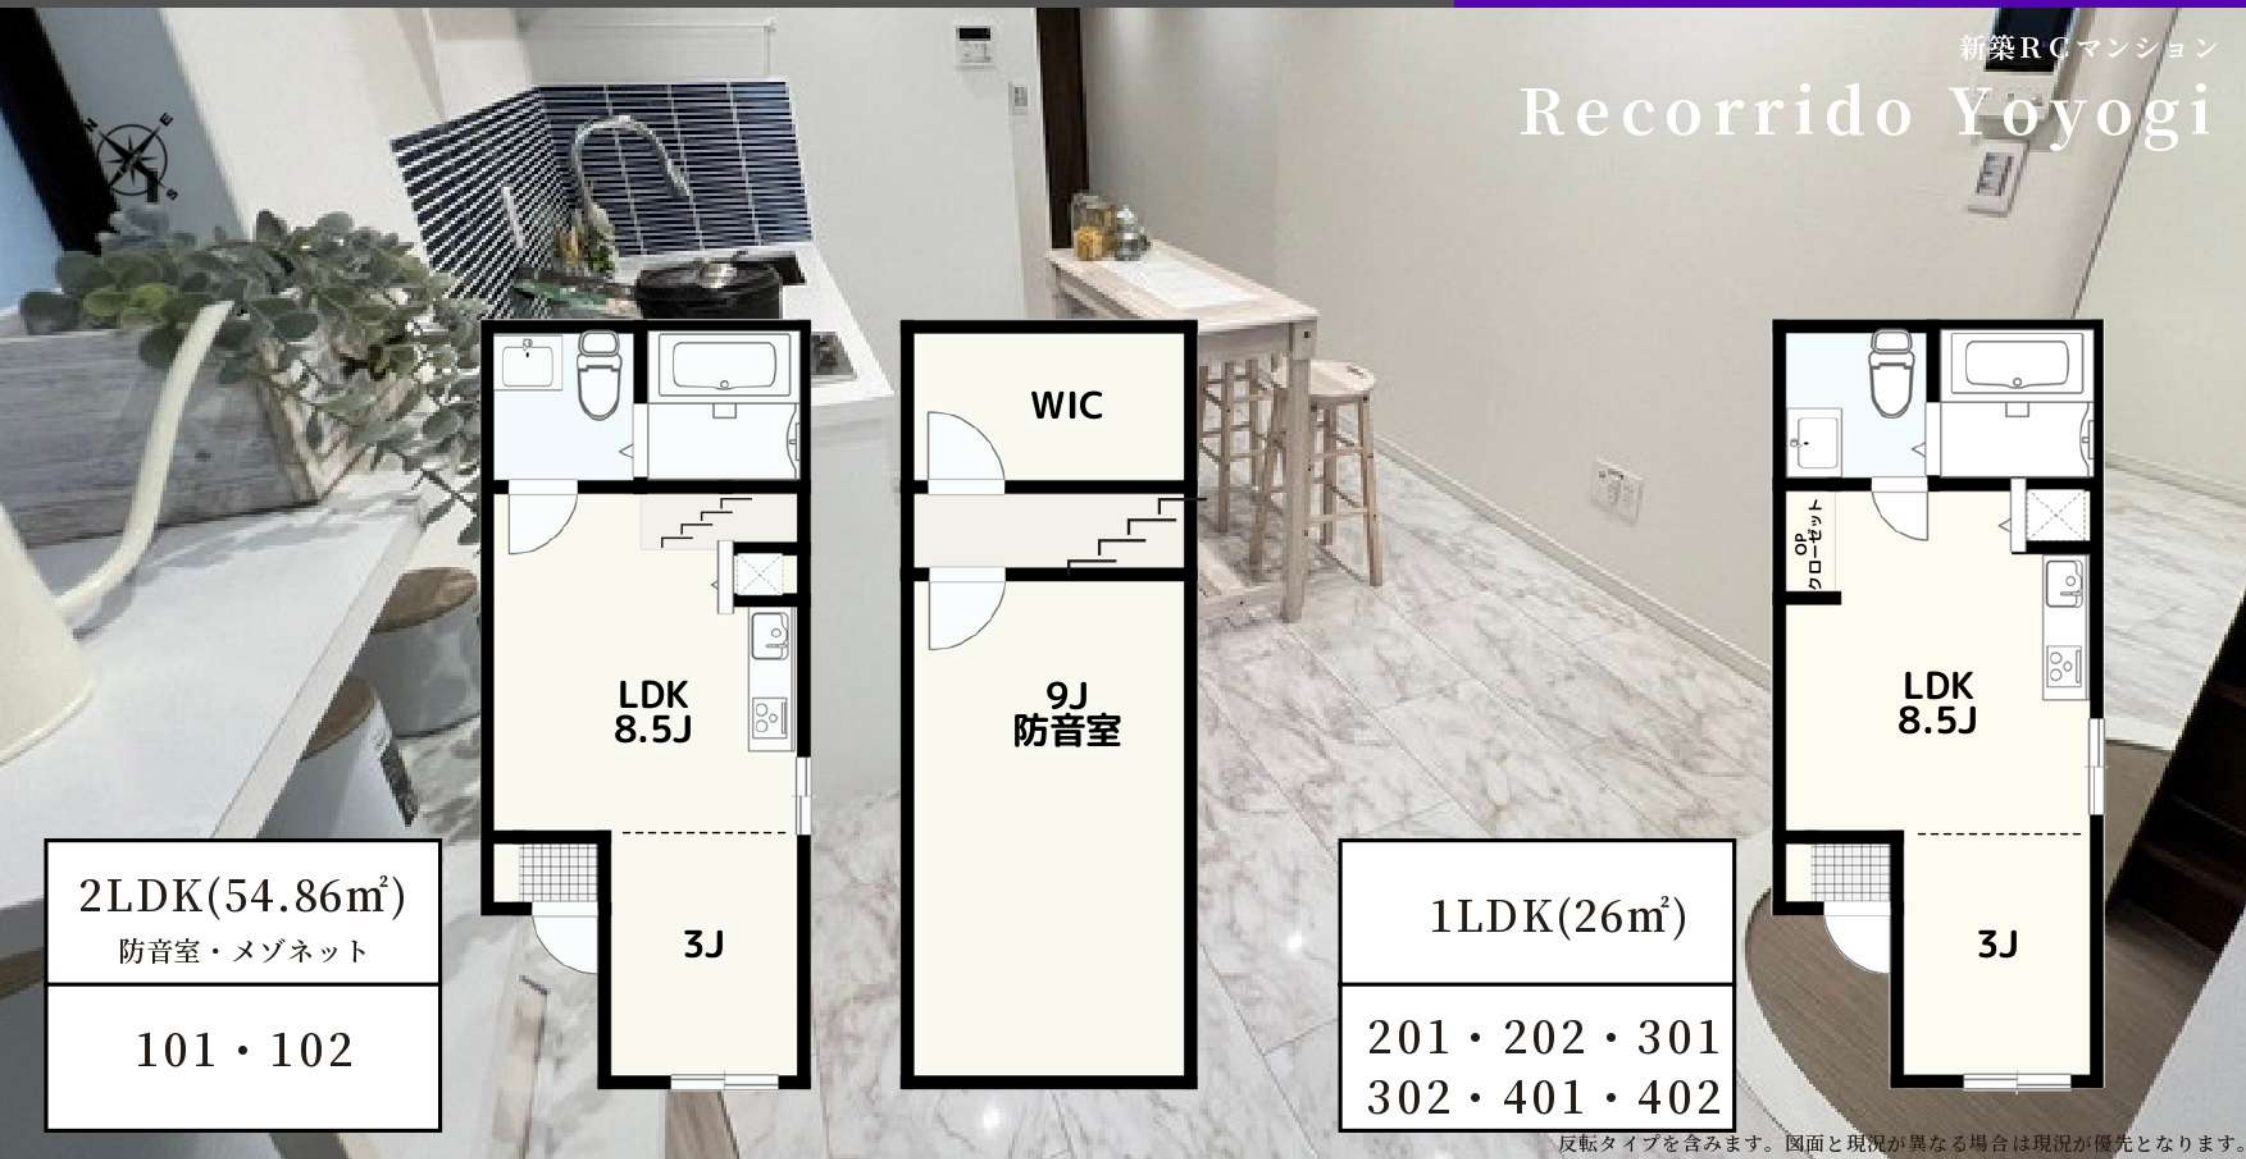 新築RCマンション
Recorrido Yoyogi
N
E
S
WIC
LDK
8.5J
3J
9J
防音室
OP
クローゼット
LDK
8.5J
3J
2LDK(54.86㎡)
防音室・メゾネット
101・102
1LDK(26㎡)
201・202・301
302・401・402
反転タイプを含みます。図面と現況が異なる場合は現況が優先となります。